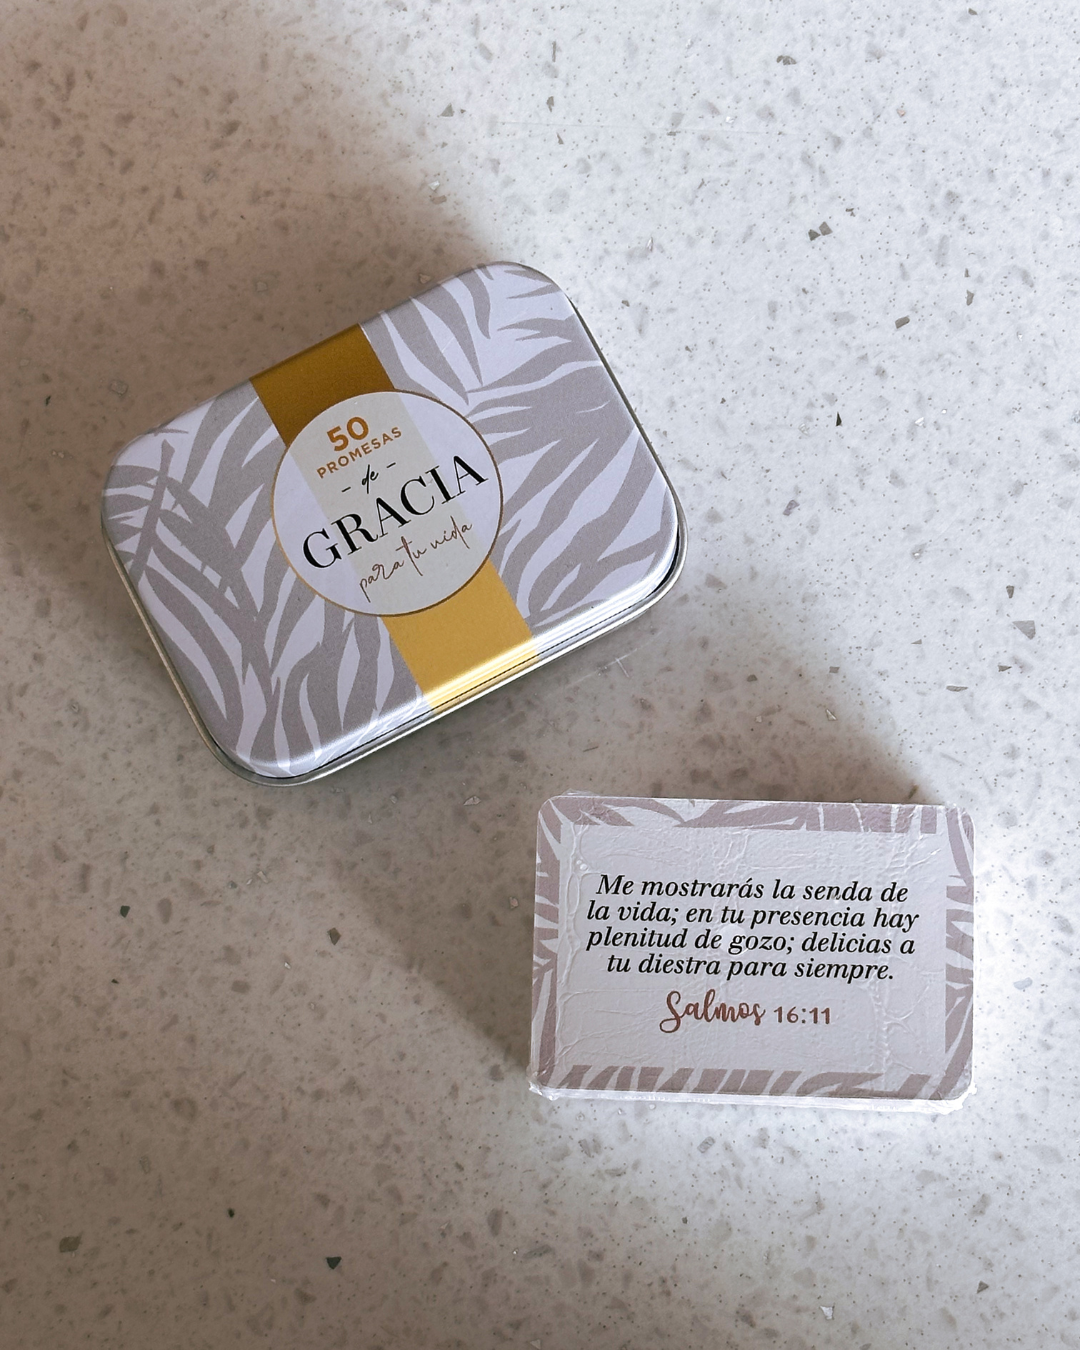 50
PROMESAS
- de -
GRACIA
para tu vida
Me mostrarás la senda de
la vida; en tu presencia hay
plenitud de gozo; delicias a
tu diestra para siempre.
Salmos 16:11